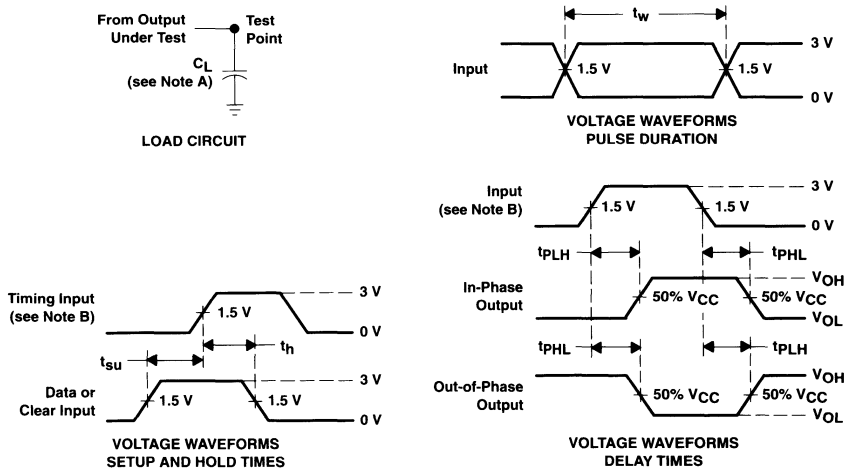 From Output
Under Test
Test
Point
CL
(see Note A)
LOAD CIRCUIT
tw
Input
3 V
1.5 V
1.5 V
0 V
VOLTAGE WAVEFORMS
PULSE DURATION
Timing Input
(see Note B)
3 V
1.5 V
0 V
tsu
th
Data or
Clear Input
3 V
1.5 V
1.5 V
0 V
VOLTAGE WAVEFORMS
SETUP AND HOLD TIMES
Input
(see Note B)
3 V
1.5 V
1.5 V
0 V
tPLH
tPHL
In-Phase
Output
VOH
50% VCC
50% VCC
VOL
tPHL
tPLH
Out-of-Phase
Output
VOH
50% VCC
50% VCC
VOL
VOLTAGE WAVEFORMS
DELAY TIMES